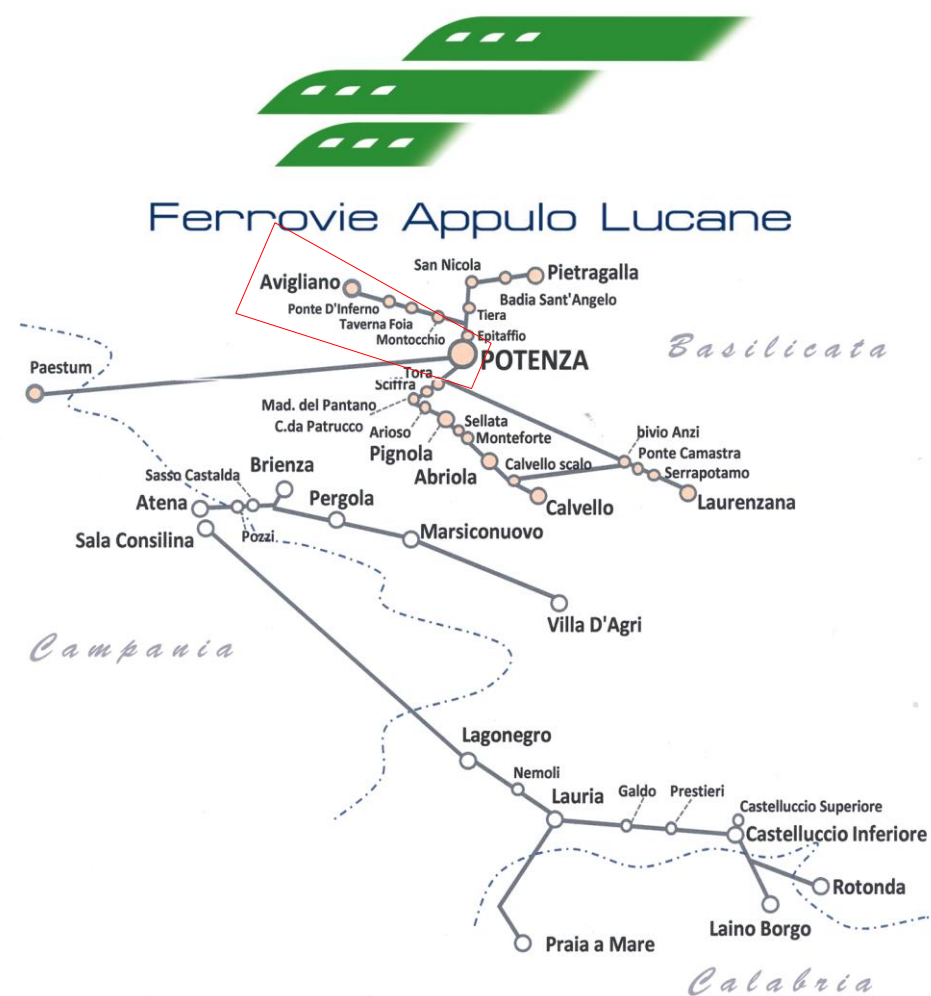 Ferrovie Appulo Lucane
San Nicola
Pietragalla
Avigliano
Badia Sant'Angelo
Ponte D'Inferno
Tiera
Taverna Foia
Montocchio
Epitaffio
Basilicata
POTENZA
Paestum
Tora
Sciffra
Mad. del Pantano
C.da Patrucco
Arioso
Sellata
Monteforte
bivio Anzi
Pignola
Ponte Camastra
Brienza
Abriola
Calvello scalo
Serrapotamo
Sasso Castalda
Atena
Pergola
Calvello
Laurenzana
Sala Consilina
Pozzi
Marsiconuovo
Villa D'Agri
Campania
Lagonegro
Nemoli
Lauria
Galdo
Prestieri
Castelluccio Superiore
Castelluccio Inferiore
Rotonda
Laino Borgo
Praia a Mare
Calabria